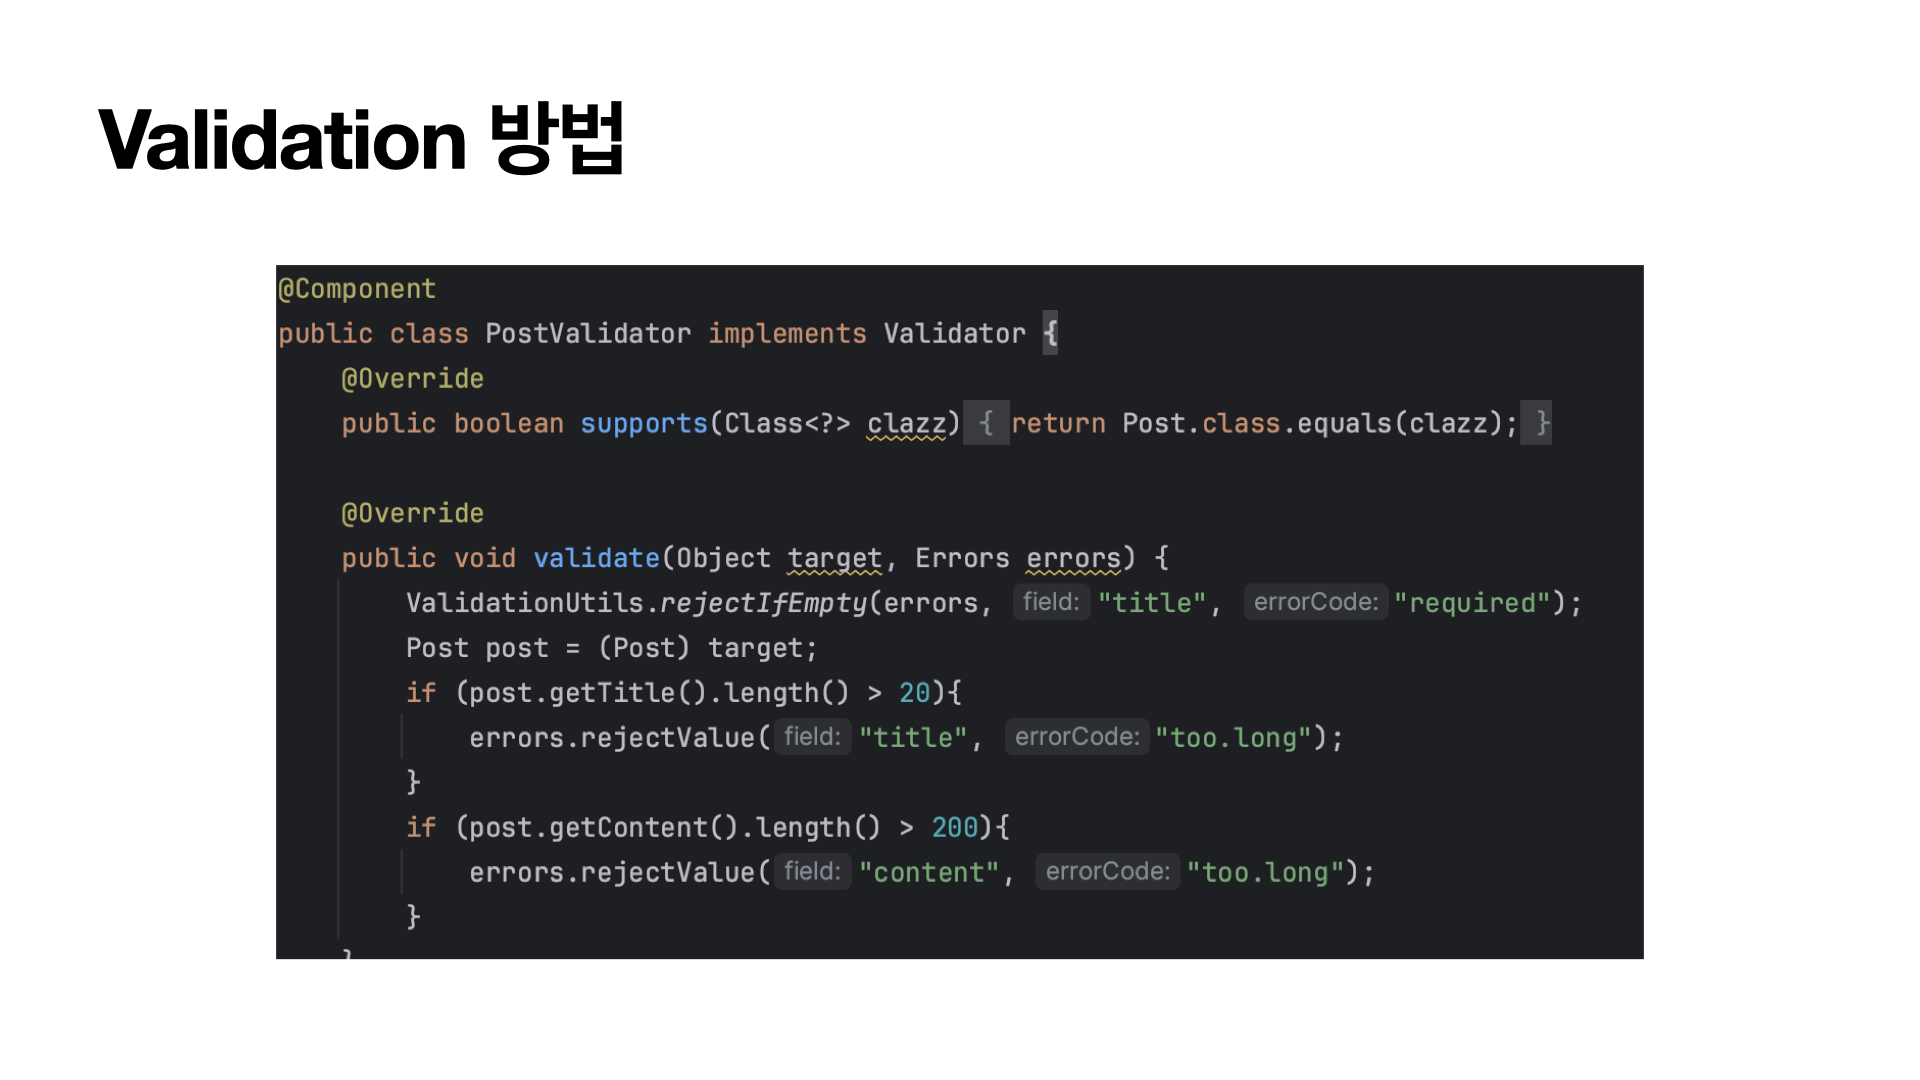 Validation 방법
@Component
public class PostValidator implements Validator {
@Override
public boolean supports(Class<?> clazz) { return Post.class.equals(clazz); }
@Override
public void validate(Object target, Errors errors) {
ValidationUtils.rejectIfEmpty(errors, field: "title", errorCode: "required");
Post post = (Post) target;
if (post.getTitle().length() > 20){
errors.rejectValue( field: "title", errorCode: "too.long");
}
if (post.getContent().length() > 200){
errors.rejectValue( field: "content", errorCode: "too.long");
}
}